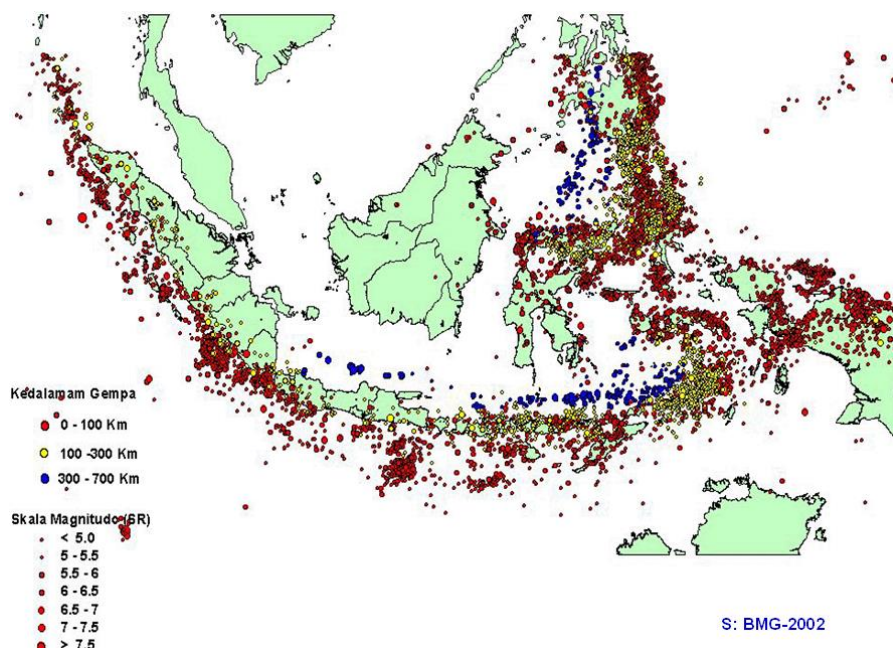 Kedalamam Gempa
0 - 100 Km
100 -300 Km
300 - 700 Km
Skala Magnitudo (SR)
< 5.0
5 - 5.5
5.5 - 6
6 - 6.5
6.5 - 7
7 - 7.5
> 7.5
S: BMG-2002